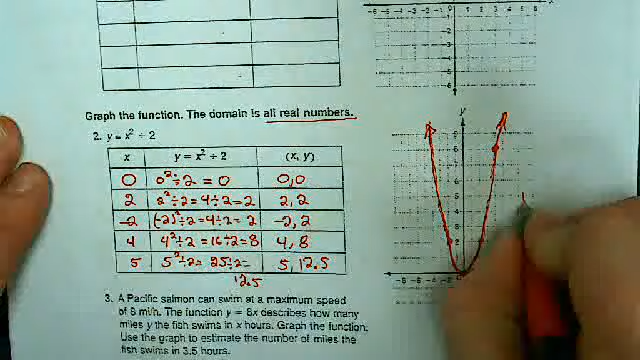 Graph the function. The domain is all real numbers.
2. y = x² ÷ 2
x y = x² ÷ 2 (x, y)
0 0²÷2 = 0 0,0
2 2²÷2=4÷2=2 2, 2
-2 (-2)²÷2=4÷2=2 -2, 2
4 4²÷2=16÷2=8 4, 8
5 5²÷2= 25÷2= 5, 12.5
12.5
3. A Pacific salmon can swim at a maximum speed
of 8 mi/h. The function y = 8x describes how many
miles y the fish swims in x hours. Graph the function.
Use the graph to estimate the number of miles the
fish swims in 3.5 hours.
y